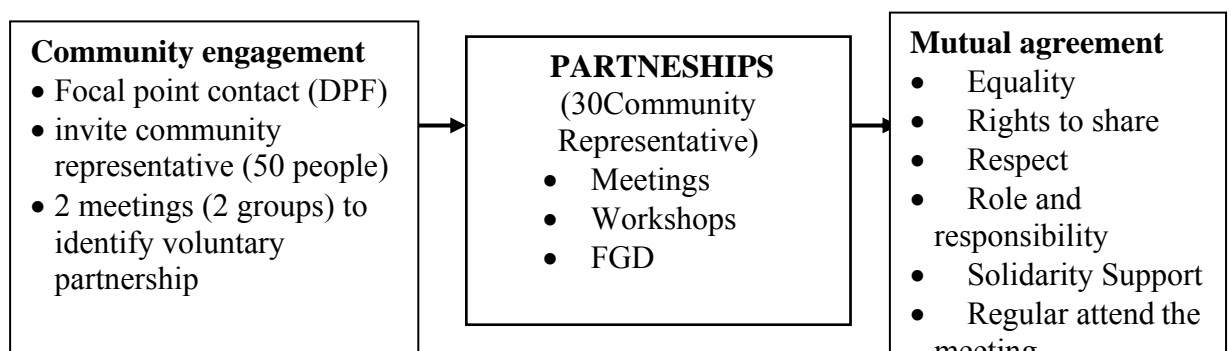 Community engagement
• Focal point contact (DPF)
• invite community
representative (50 people)
• 2 meetings (2 groups) to
identify voluntary
partnership
PARTNESHIPS
(30Community
Representative)
• Meetings
• Workshops
• FGD
Mutual agreement
• Equality
• Rights to share
• Respect
• Role and
responsibility
• Solidarity Support
• Regular attend the
meeting